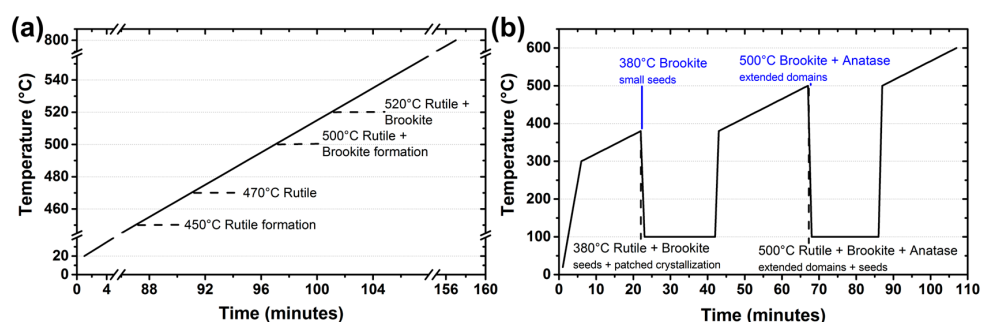 (a)
Temperature (°C)
800
540
520
500
480
460
20
0
520°C Rutile +
Brookite
500°C Rutile +
Brookite formation
470°C Rutile
450°C Rutile formation
0 4 88 92 96 100 104 156 160
Time (minutes)
(b)
Temperature (°C)
600
500
400
300
200
100
0
380°C Brookite
small seeds
500°C Brookite + Anatase
extended domains
380°C Rutile + Brookite
seeds + patched crystallization
500°C Rutile + Brookite + Anatase
extended domains + seeds
0 10 20 30 40 50 60 70 80 90 100 110
Time (minutes)